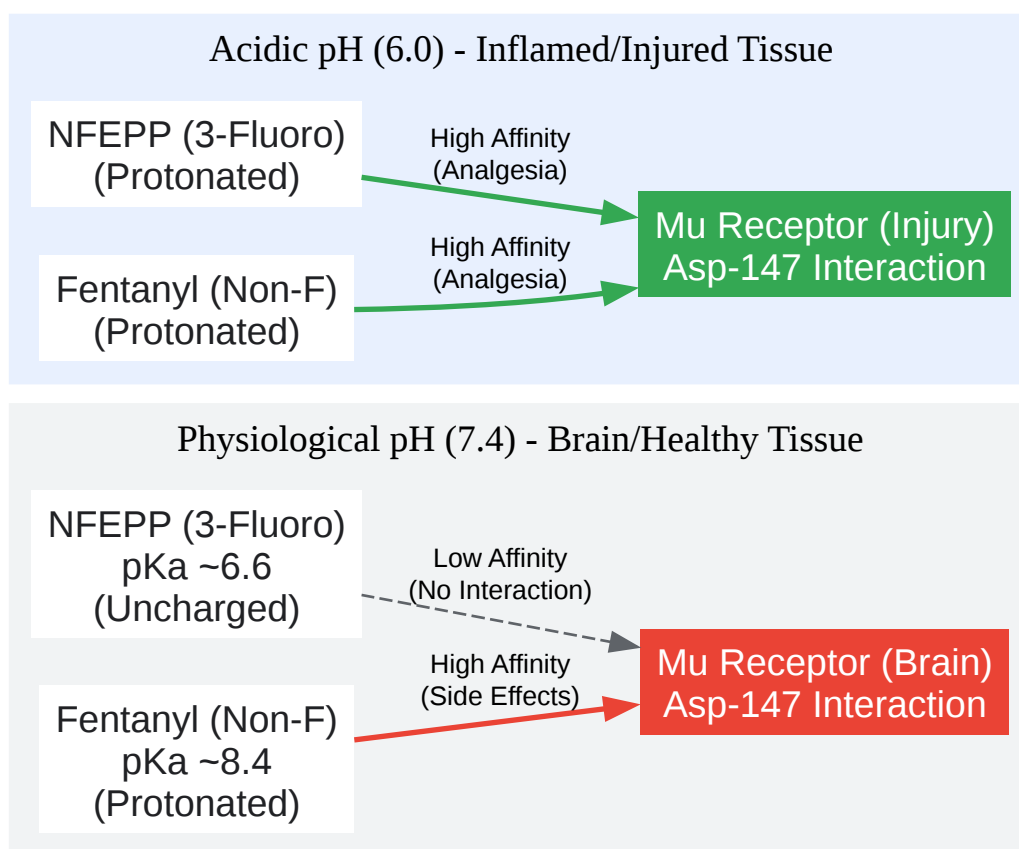 Acidic pH (6.0) - Inflamed/Injured Tissue
NFEPP (3-Fluoro)
(Protonated)
High Affinity
(Analgesia)
Fentanyl (Non-F)
(Protonated)
High Affinity
(Analgesia)
Mu Receptor (Injury)
Asp-147 Interaction
Physiological pH (7.4) - Brain/Healthy Tissue
NFEPP (3-Fluoro)
pKa ~6.6
(Uncharged)
Low Affinity
(No Interaction)
Fentanyl (Non-F)
pKa ~8.4
(Protonated)
High Affinity
(Side Effects)
Mu Receptor (Brain)
Asp-147 Interaction